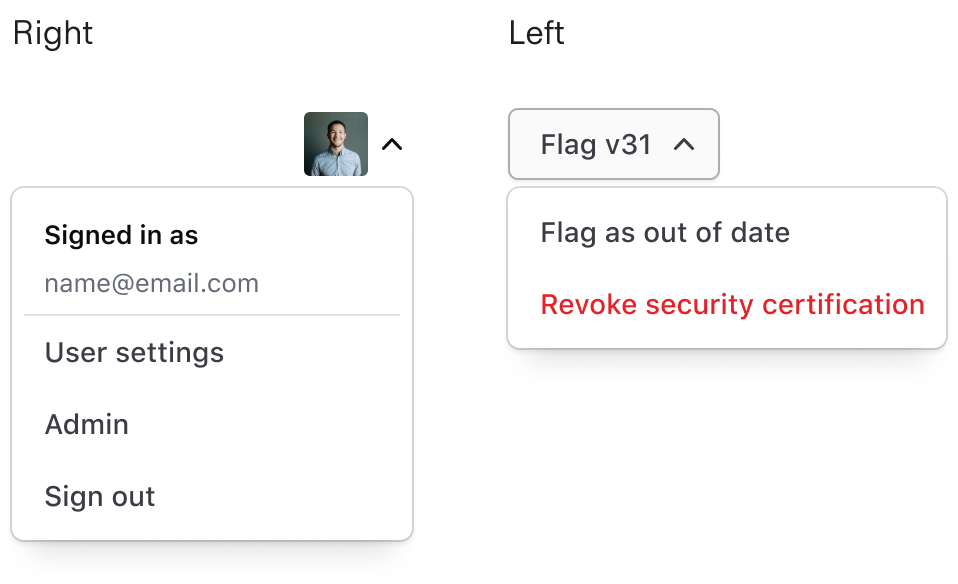 Right
Signed in as
name@email.com
User settings
Admin
Sign out
Left
Flag v31
Flag as out of date
Revoke security certification